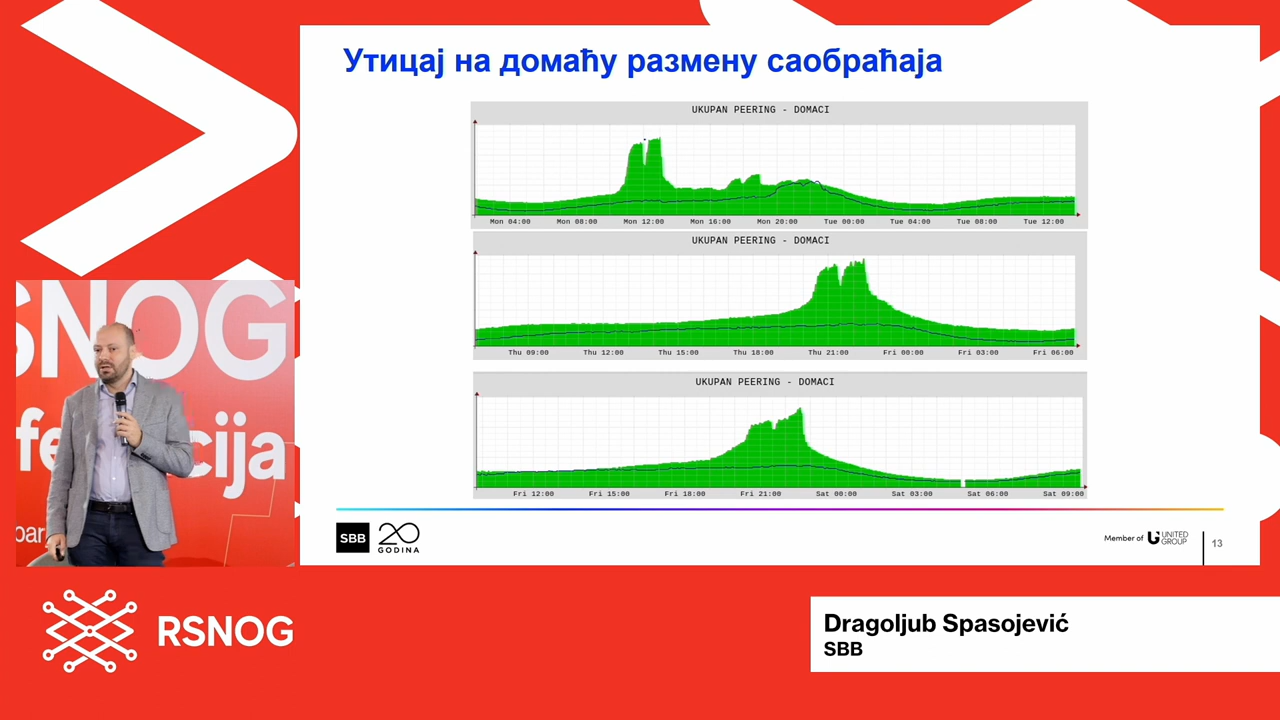 Утицај на домаћу размену саобраћаја
UKUPAN PEERING - DOMACI
Mon 04:00 Mon 08:00 Mon 12:00 Mon 16:00 Mon 20:00 Tue 00:00 Tue 04:00 Tue 08:00 Tue 12:00
UKUPAN PEERING - DOMACI
Thu 09:00 Thu 12:00 Thu 15:00 Thu 18:00 Thu 21:00 Fri 00:00 Fri 03:00 Fri 06:00
UKUPAN PEERING - DOMACI
Fri 12:00 Fri 15:00 Fri 18:00 Fri 21:00 Sat 00:00 Sat 03:00 Sat 06:00 Sat 09:00
SBB
20
GODINA
Member of
UNITED
GROUP
13
SNOG
cija
RSNOG
Dragoljub Spasojević
SBB